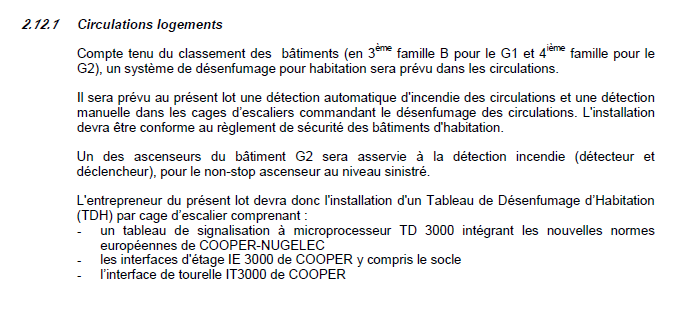 2.12.1 Circulations logements
Compte tenu du classement des bâtiments (en 3ème famille B pour le G1 et 4ième famille pour le
G2), un système de désenfumage pour habitation sera prévu dans les circulations.
Il sera prévu au présent lot une détection automatique d'incendie des circulations et une détection
manuelle dans les cages d'escaliers commandant le désenfumage des circulations. L'installation
devra être conforme au règlement de sécurité des bâtiments d'habitation.
Un des ascenseurs du bâtiment G2 sera asservie à la détection incendie (détecteur et
déclencheur), pour le non-stop ascenseur au niveau sinistré.
L'entrepreneur du présent lot devra donc l'installation d'un Tableau de Désenfumage d'Habitation
(TDH) par cage d'escalier comprenant :
- un tableau de signalisation à microprocesseur TD 3000 intégrant les nouvelles normes
européennes de COOPER-NUGELEC
- les interfaces d'étage IE 3000 de COOPER y compris le socle
- l'interface de tourelle IT3000 de COOPER